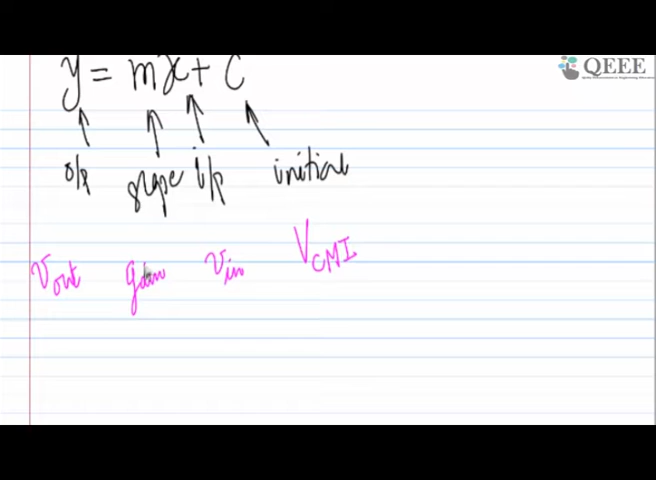 QEEE
y = mx + C
o/p slope i/p initial
Vout gain Vin VCMI